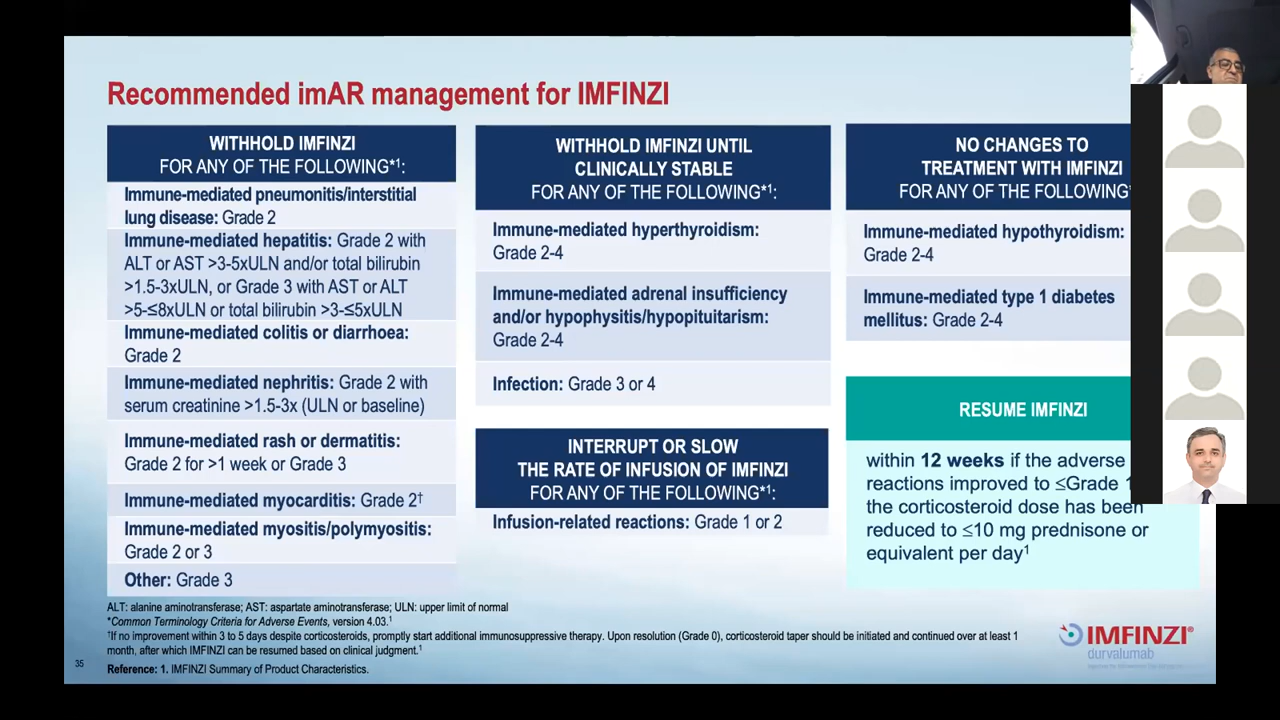 Recommended imAR management for IMFINZI
WITHHOLD IMFINZI
FOR ANY OF THE FOLLOWING*1:
Immune-mediated pneumonitis/interstitial
lung disease: Grade 2
Immune-mediated hepatitis: Grade 2 with
ALT or AST >3-5xULN and/or total bilirubin
>1.5-3xULN, or Grade 3 with AST or ALT
>5-≤8xULN or total bilirubin >3-≤5xULN
Immune-mediated colitis or diarrhoea:
Grade 2
Immune-mediated nephritis: Grade 2 with
serum creatinine >1.5-3x (ULN or baseline)
Immune-mediated rash or dermatitis:
Grade 2 for >1 week or Grade 3
Immune-mediated myocarditis: Grade 2†
Immune-mediated myositis/polymyositis:
Grade 2 or 3
Other: Grade 3
WITHHOLD IMFINZI UNTIL
CLINICALLY STABLE
FOR ANY OF THE FOLLOWING*1:
Immune-mediated hyperthyroidism:
Grade 2-4
Immune-mediated adrenal insufficiency
and/or hypophysitis/hypopituitarism:
Grade 2-4
Infection: Grade 3 or 4
INTERRUPT OR SLOW
THE RATE OF INFUSION OF IMFINZI
FOR ANY OF THE FOLLOWING*1:
Infusion-related reactions: Grade 1 or 2
NO CHANGES TO
TREATMENT WITH IMFINZI
FOR ANY OF THE FOLLOWING
Immune-mediated hypothyroidism:
Grade 2-4
Immune-mediated type 1 diabetes
mellitus: Grade 2-4
RESUME IMFINZI
within 12 weeks if the adverse
reactions improved to ≤Grade
the corticosteroid dose has been
reduced to ≤10 mg prednisone or
equivalent per day1
ALT: alanine aminotransferase; AST: aspartate aminotransferase; ULN: upper limit of normal
*Common Terminology Criteria for Adverse Events, version 4.03.1
†If no improvement within 3 to 5 days despite corticosteroids, promptly start additional immunosuppressive therapy. Upon resolution (Grade 0), corticosteroid taper should be initiated and continued over at least 1
month, after which IMFINZI can be resumed based on clinical judgment.1
Reference: 1. IMFINZI Summary of Product Characteristics.
35
IMFINZI®
durvalumab